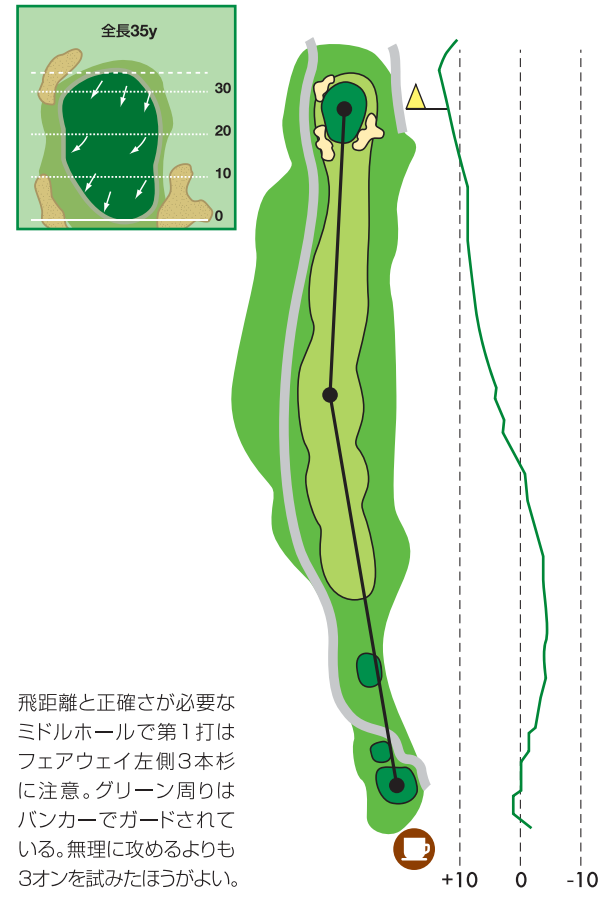 全長35y
30
20
10
0
飛距離と正確さが必要な
ミドルホールで第1打は
フェアウェイ左側3本杉
に注意。グリーン周りは
バンカーでガードされて
いる。無理に攻めるよりも
3オンを試みたほうがよい。
+10 0 -10